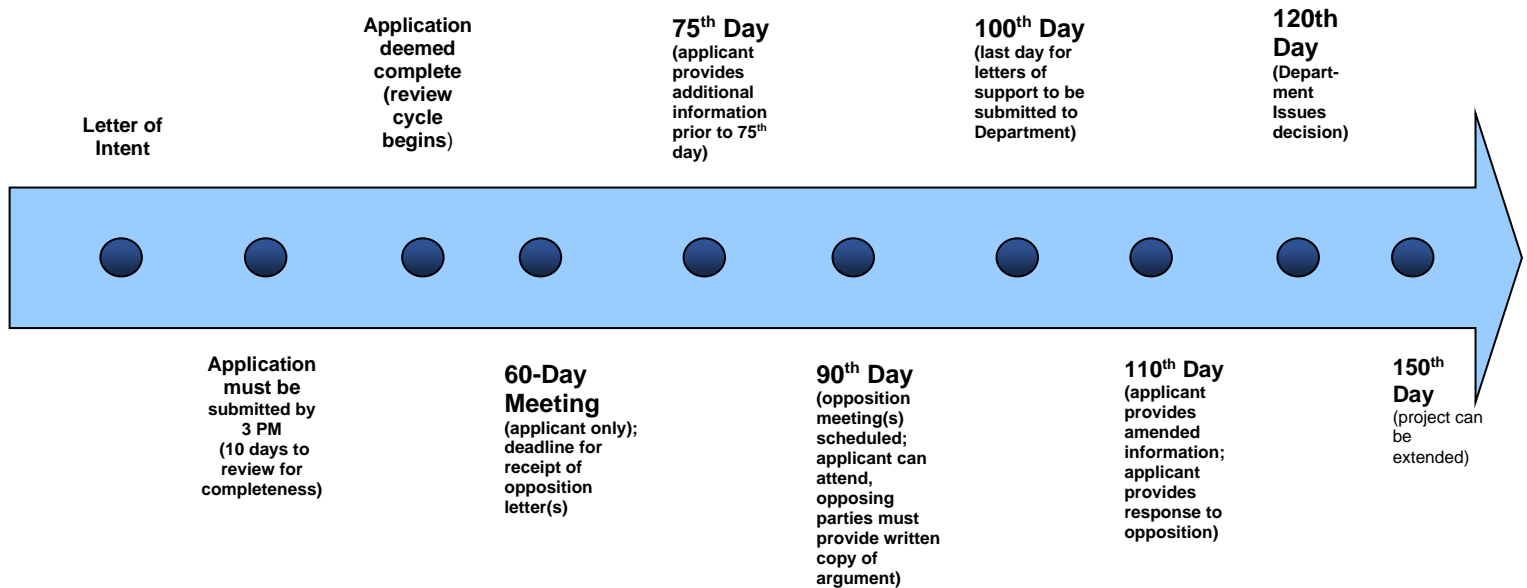 Letter of
Intent
Application
deemed
complete
(review
cycle
begins)
75th Day
(applicant
provides
additional
information
prior to 75th
day)
100th Day
(last day for
letters of
support to be
submitted to
Department)
120th
Day
(Depart-
ment
Issues
decision)
Application
must be
submitted by
3 PM
(10 days to
review for
completeness)
60-Day
Meeting
(applicant only);
deadline for
receipt of
opposition
letter(s)
90th Day
(opposition
meeting(s)
scheduled;
applicant can
attend,
opposing
parties must
provide written
copy of
argument)
110th Day
(applicant
provides
amended
information;
applicant
provides
response to
opposition)
150th
Day
(project can
be
extended)